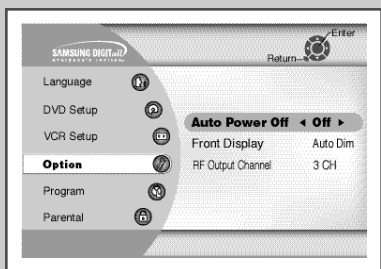 Enter
SAMSUNG DIGITall
EVERYONE'S INVITED™
Return
Language
DVD Setup
VCR Setup
Option
Program
Parental
Auto Power Off ◄ Off ►
Front Display Auto Dim
RF Output Channel 3 CH